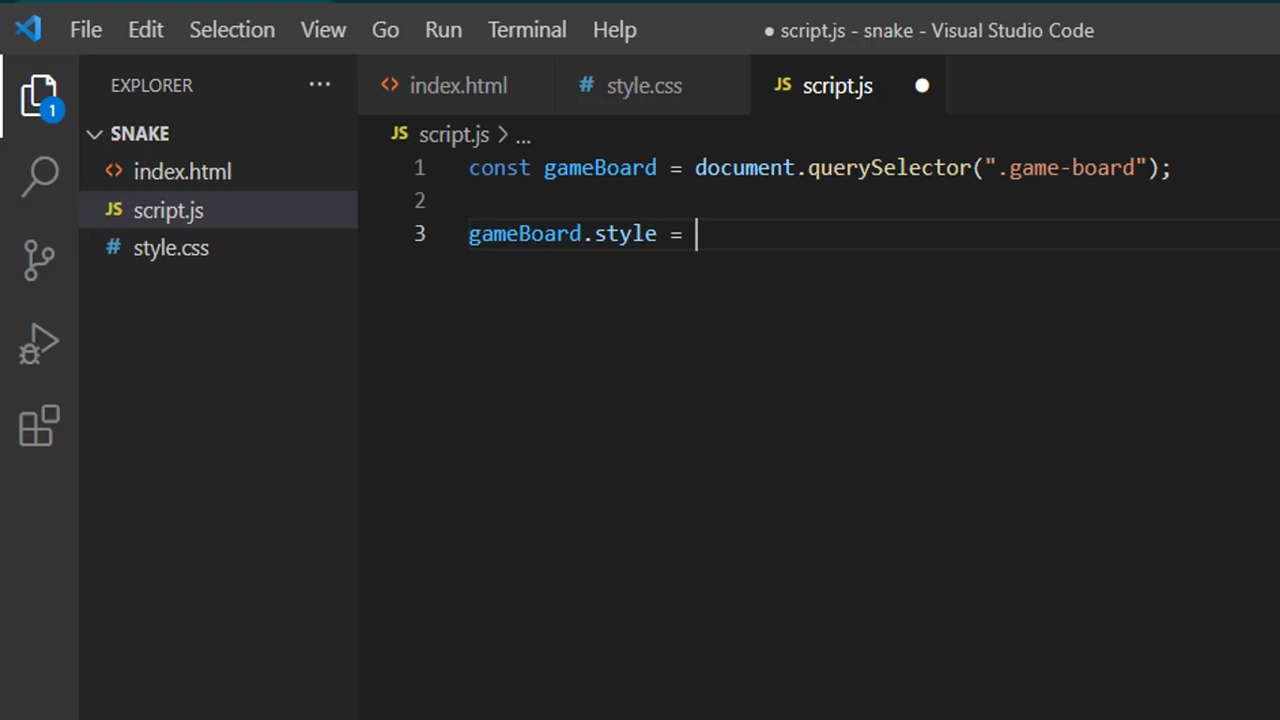 File Edit Selection View Go Run Terminal Help ● script.js - snake - Visual Studio Code
EXPLORER ...
SNAKE
<> index.html
JS script.js
# style.css
1
<> index.html # style.css JS script.js ●
JS script.js > ...
1 const gameBoard = document.querySelector(".game-board");
2
3 gameBoard.style =